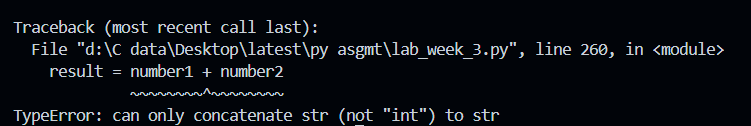 Traceback (most recent call last):
  File "d:\C data\Desktop\latest\py asgmt\lab_week_3.py", line 260, in <module>
    result = number1 + number2
             ~~~~~~~~^~~~~~~~~
TypeError: can only concatenate str (not "int") to str